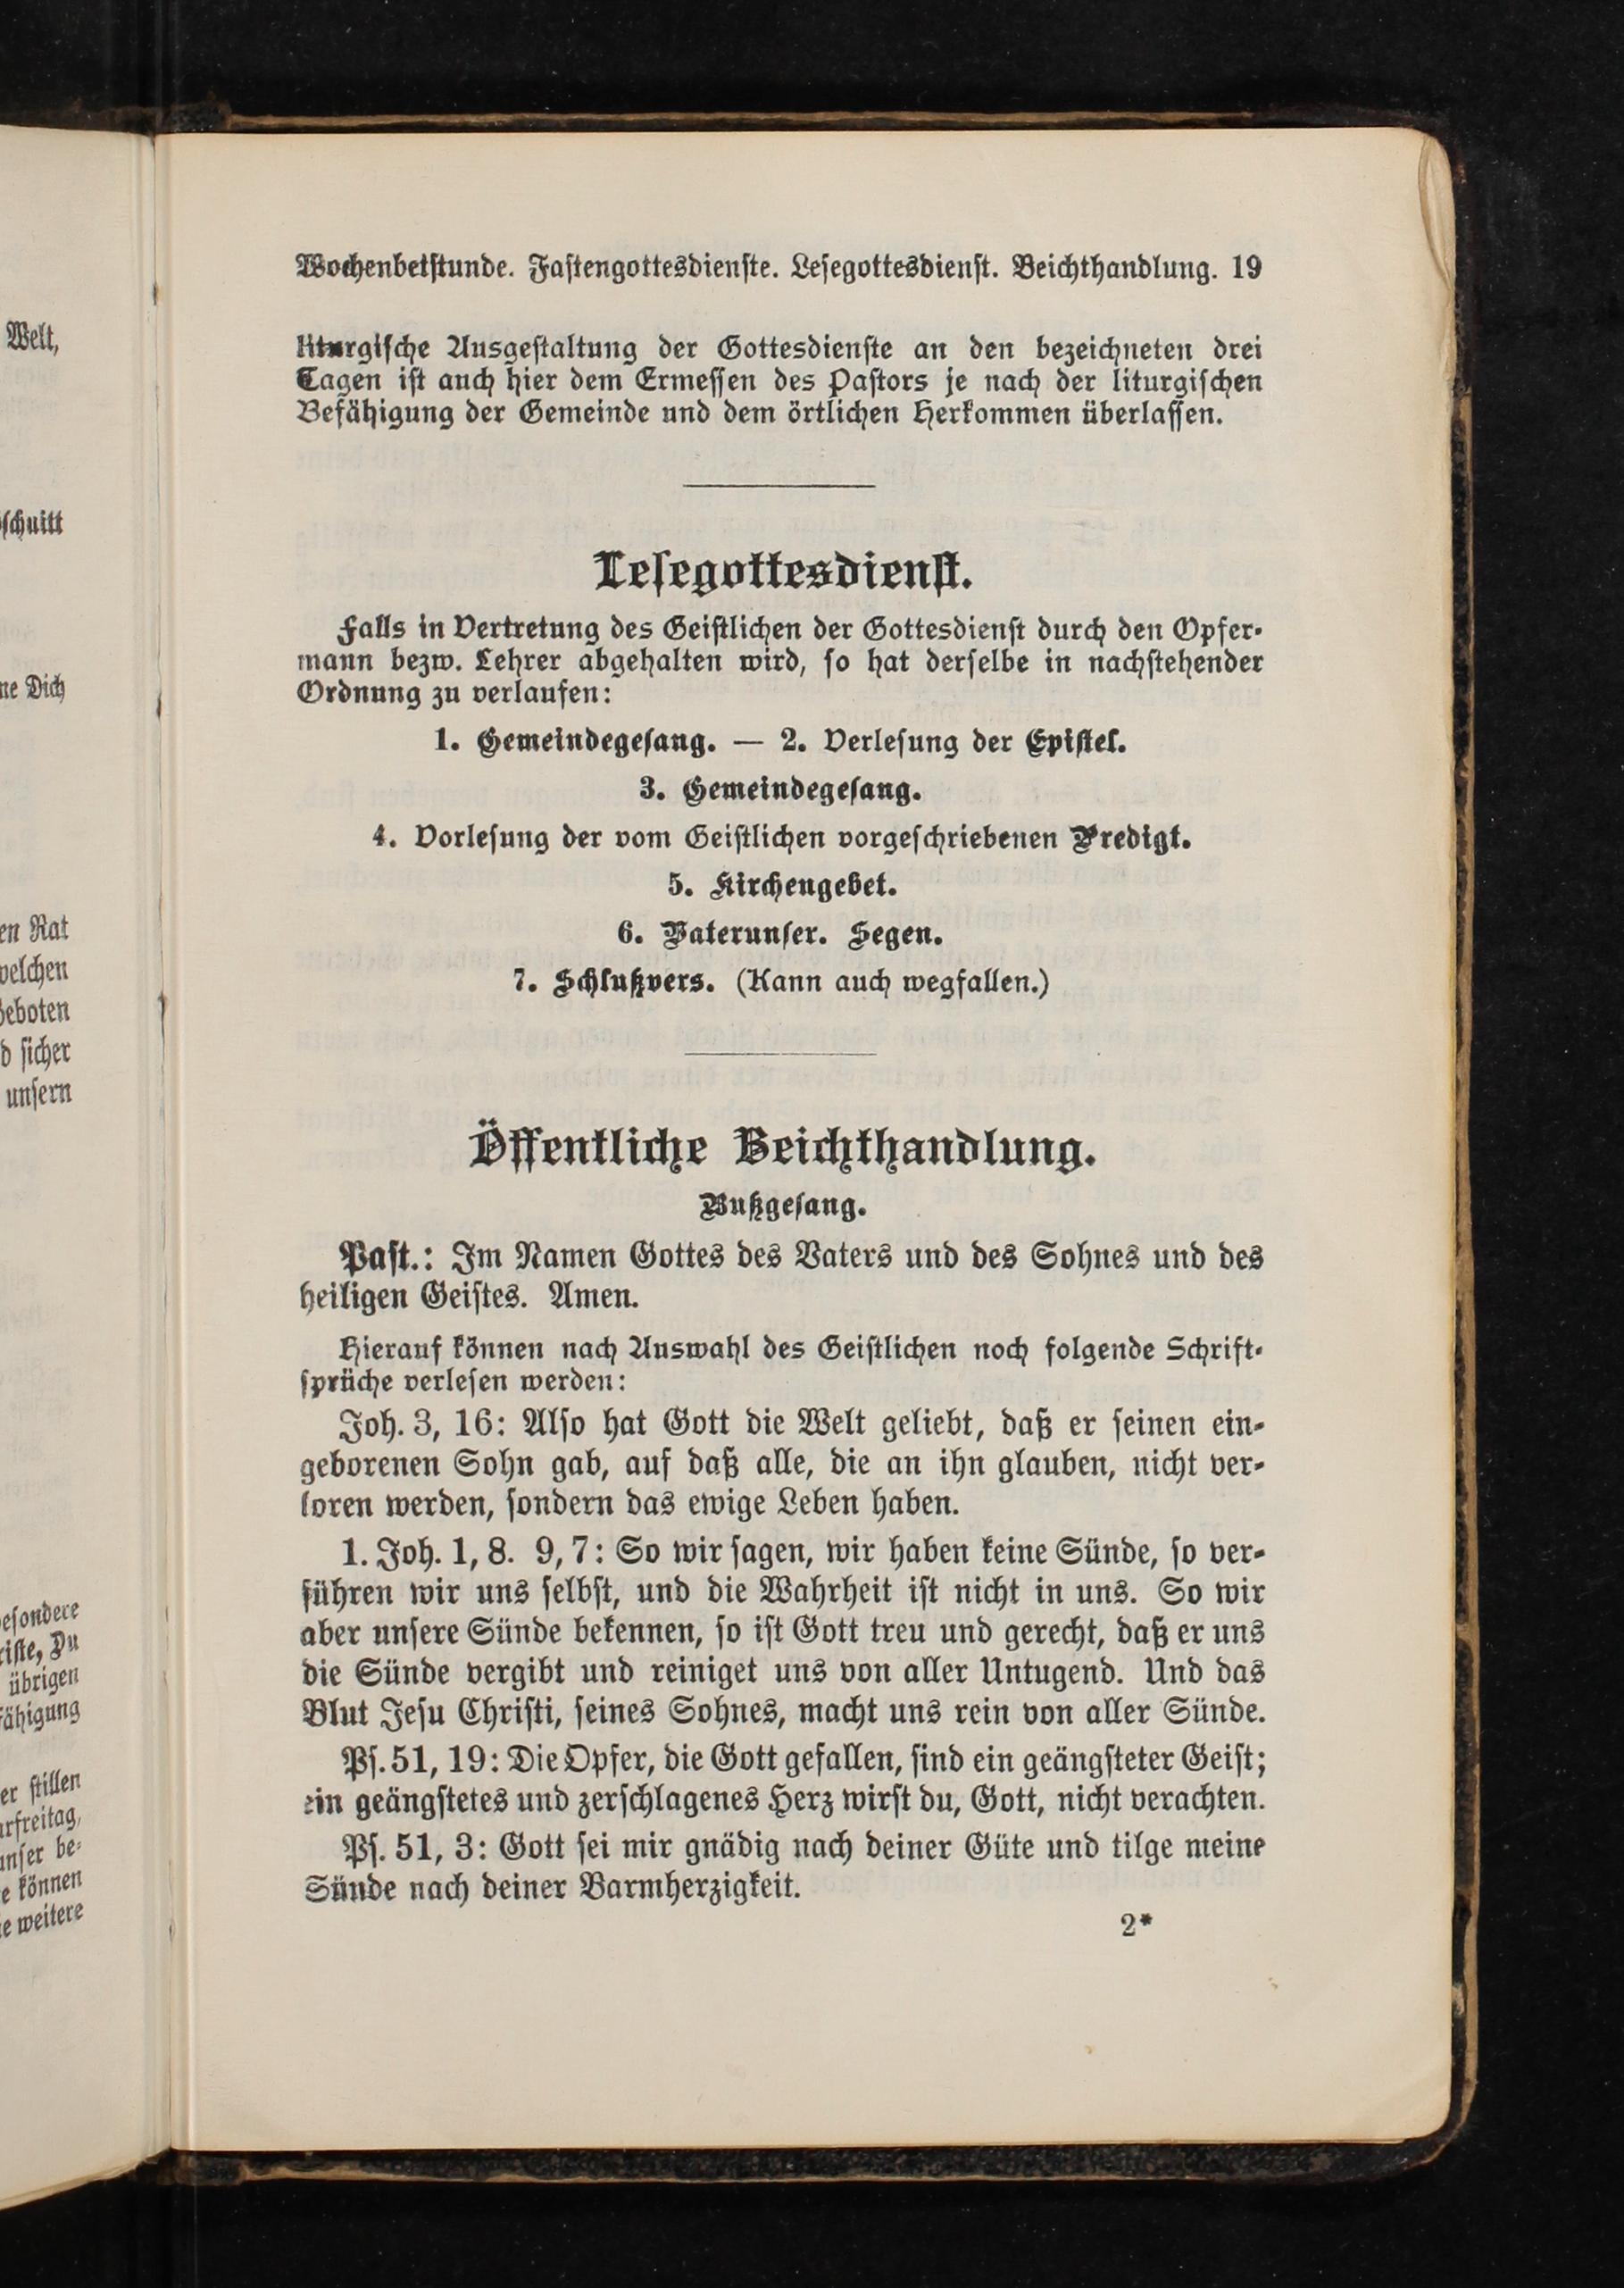 Wochenbetstunde. Fastengottesdienste. Lesegottesdienst. Beichthandlung. 19
liturgische Ausgestaltung der Gottesdienste an den bezeichneten drei
Tagen ist auch hier dem Ermessen des Pastors je nach der liturgischen
Befähigung der Gemeinde und dem örtlichen Herkommen überlassen.
Lesegottesdienst.
Falls in Vertretung des Geistlichen der Gottesdienst durch den Opfer-
mann bezw. Lehrer abgehalten wird, so hat derselbe in nachstehender
Ordnung zu verlaufen:
1. Gemeindegesang. — 2. Verlesung der Epistel.
3. Gemeindegesang.
4. Vorlesung der vom Geistlichen vorgeschriebenen Predigt.
5. Kirchengebet.
6. Vaterunser. Segen.
7. Schlußvers. (Kann auch wegfallen.)
Öffentliche Beichthandlung.
Bußgesang.
Past.: Im Namen Gottes des Vaters und des Sohnes und des
heiligen Geistes. Amen.
Hierauf können nach Auswahl des Geistlichen noch folgende Schrift-
sprüche verlesen werden:
Joh. 3, 16: Also hat Gott die Welt geliebt, daß er seinen ein-
geborenen Sohn gab, auf daß alle, die an ihn glauben, nicht ver-
loren werden, sondern das ewige Leben haben.
1. Joh. 1, 8. 9, 7: So wir sagen, wir haben keine Sünde, so ver-
führen wir uns selbst, und die Wahrheit ist nicht in uns. So wir
aber unsere Sünde bekennen, so ist Gott treu und gerecht, daß er uns
die Sünde vergibt und reiniget uns von aller Untugend. Und das
Blut Jesu Christi, seines Sohnes, macht uns rein von aller Sünde.
Ps. 51, 19: Die Opfer, die Gott gefallen, sind ein geängsteter Geist;
ein geängstetes und zerschlagenes Herz wirst du, Gott, nicht verachten.
Ps. 51, 3: Gott sei mir gnädig nach deiner Güte und tilge meine
Sünde nach deiner Barmherzigkeit.
2*